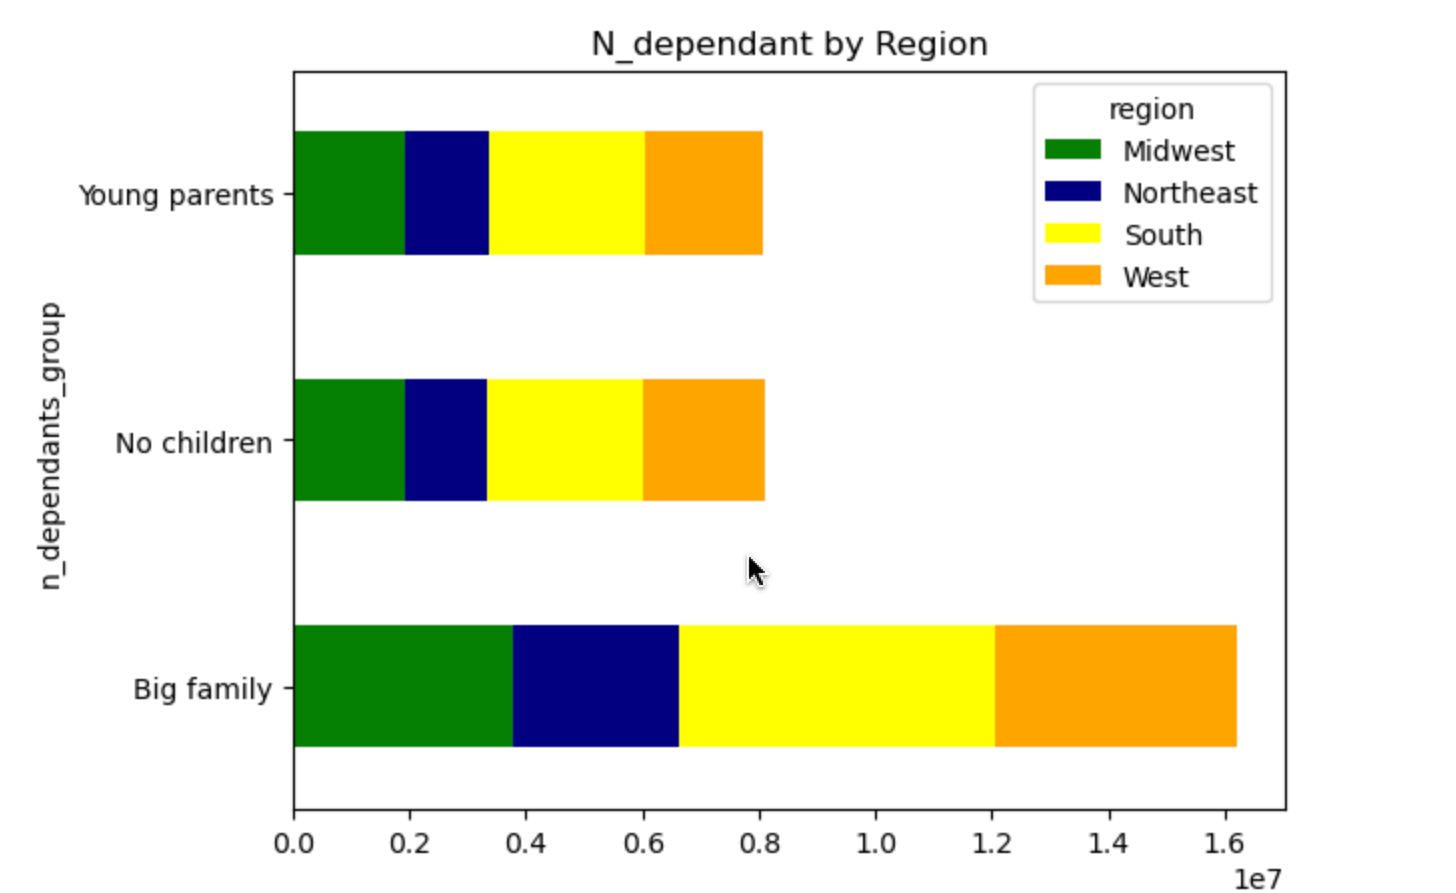 N_dependant by Region
region
Midwest
Northeast
South
West
Young parents
No children
Big family
n_dependants_group
0.0 0.2 0.4 0.6 0.8 1.0 1.2 1.4 1.6
1e7